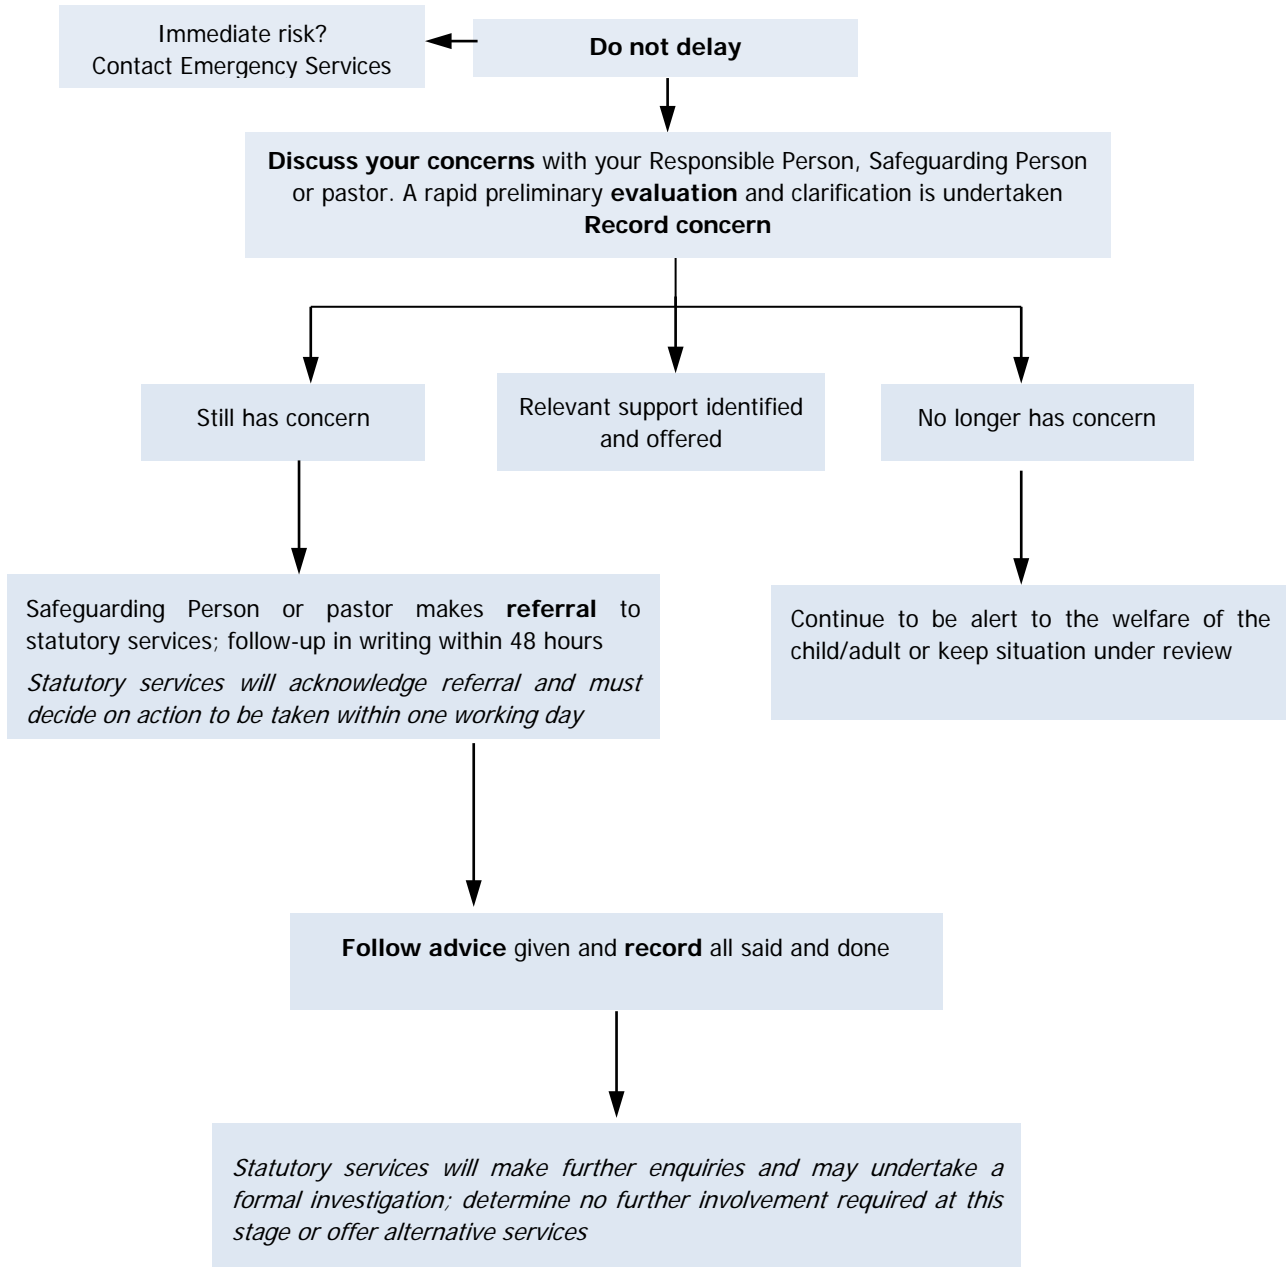 Immediate risk?
Contact Emergency Services
Do not delay
Discuss your concerns with your Responsible Person, Safeguarding Person
or pastor. A rapid preliminary evaluation and clarification is undertaken
Record concern
Still has concern
Relevant support identified
and offered
No longer has concern
Safeguarding Person or pastor makes referral to
statutory services; follow-up in writing within 48 hours
Statutory services will acknowledge referral and must
decide on action to be taken within one working day
Continue to be alert to the welfare of the
child/adult or keep situation under review
Follow advice given and record all said and done
Statutory services will make further enquiries and may undertake a
formal investigation; determine no further involvement required at this
stage or offer alternative services